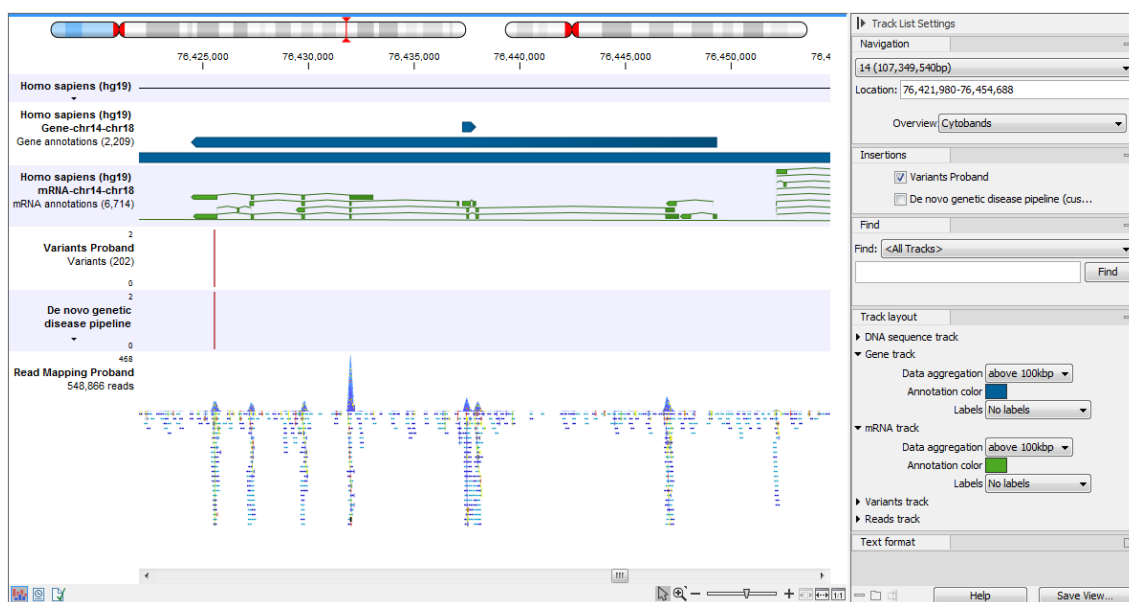 76,425,000 76,430,000 76,435,000 76,440,000 76,445,000 76,450,000 76,4
Homo sapiens (hg19)
Homo sapiens (hg19)
Gene-chr14-chr18
Gene annotations (2,209)
Homo sapiens (hg19)
mRNA-chr14-chr18
mRNA annotations (6,714)
2
Variants Proband
Variants (202)
0
2
De novo genetic
disease pipeline
0
468
Read Mapping Proband
548,866 reads
Track List Settings
Navigation
14 (107,349,540bp)
Location: 76,421,980-76,454,688
Overview: Cytobands
Insertions
Variants Proband
De novo genetic disease pipeline (cus...
Find
Find: <All Tracks>
Find
Track layout
DNA sequence track
Gene track
Data aggregation above 100kbp
Annotation color
Labels No labels
mRNA track
Data aggregation above 100kbp
Annotation color
Labels No labels
Variants track
Reads track
Text format
1:1
Help Save View...